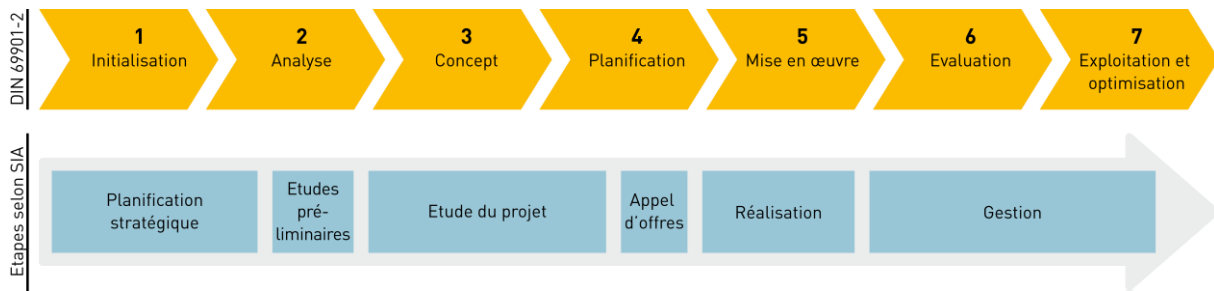 DIN 69901-2
1
Initialisation
2
Analyse
3
Concept
4
Planification
5
Mise en œuvre
6
Evaluation
7
Exploitation et
optimisation
Etapes selon SIA
Planification
stratégique
Etudes
pré-
liminaires
Etude du projet
Appel
d'offres
Réalisation
Gestion